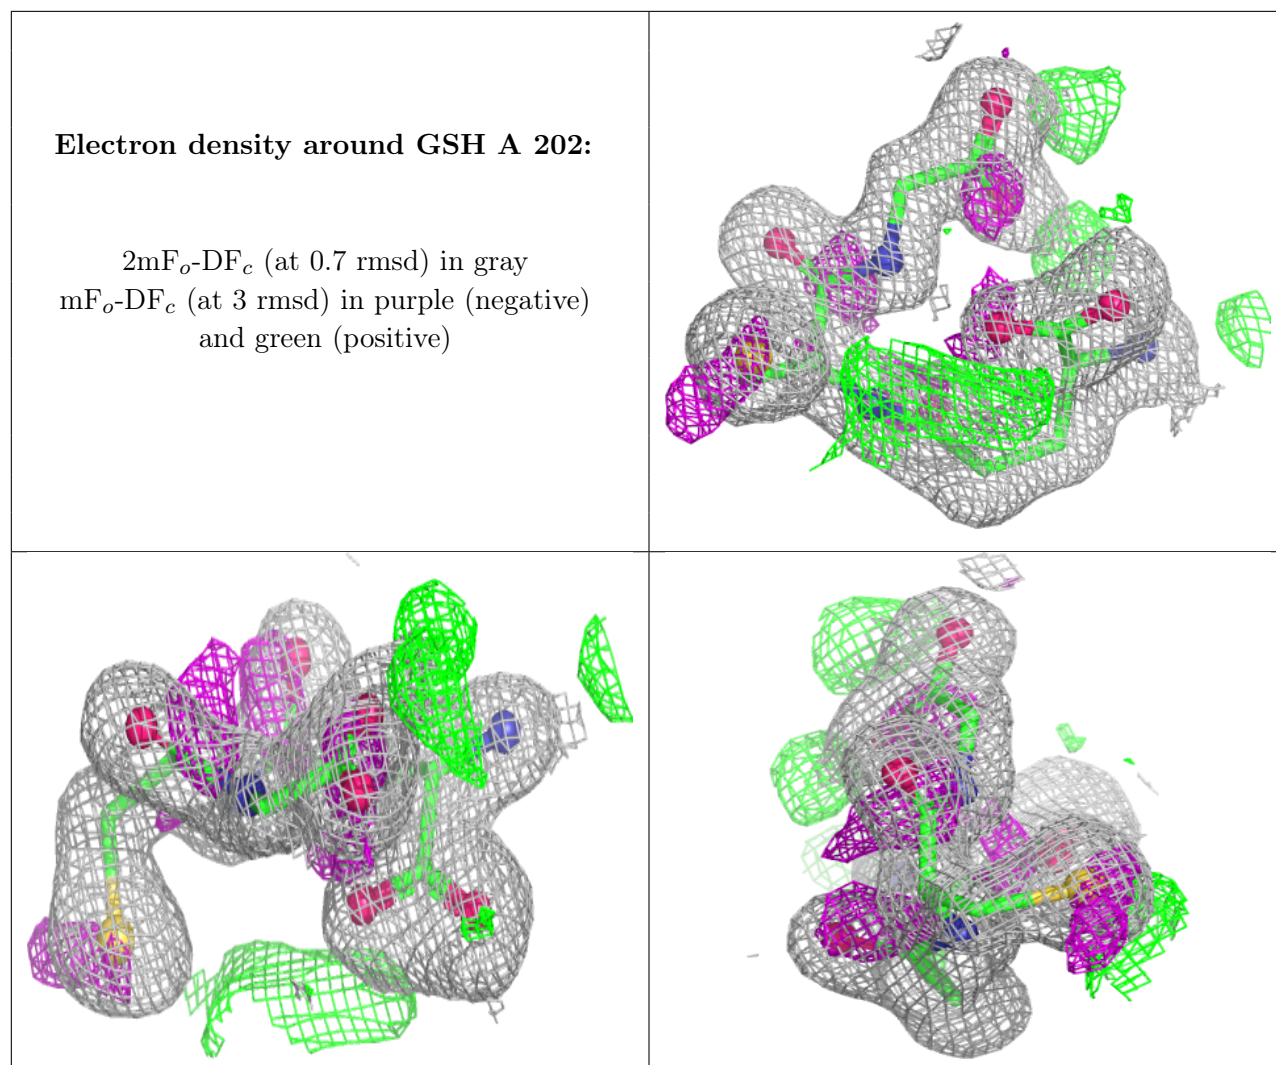 Electron density around GSH A 202:
2mFo-DFc (at 0.7 rmsd) in gray
mFo-DFc (at 3 rmsd) in purple (negative)
and green (positive)